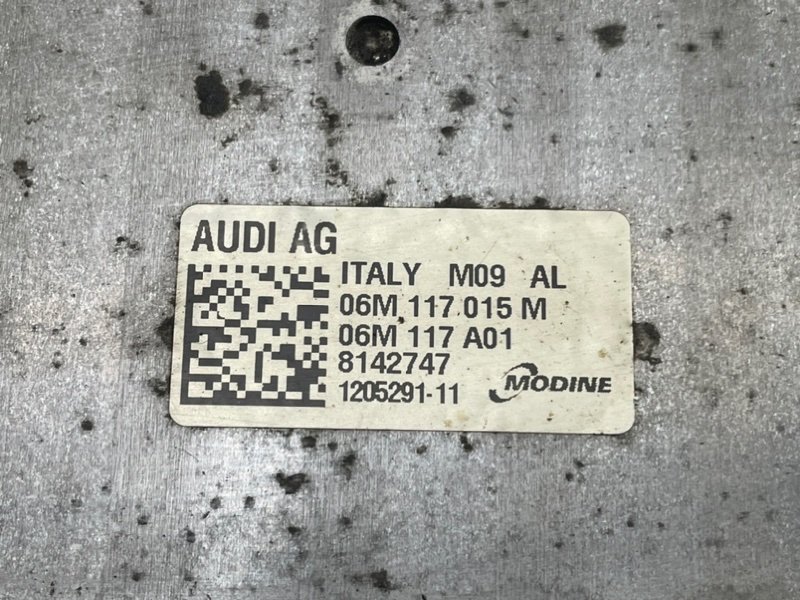 AUDI AG
ITALY M09 AL
06M 117 015 M
06M 117 A01
8142747
1205291-11
MODINE